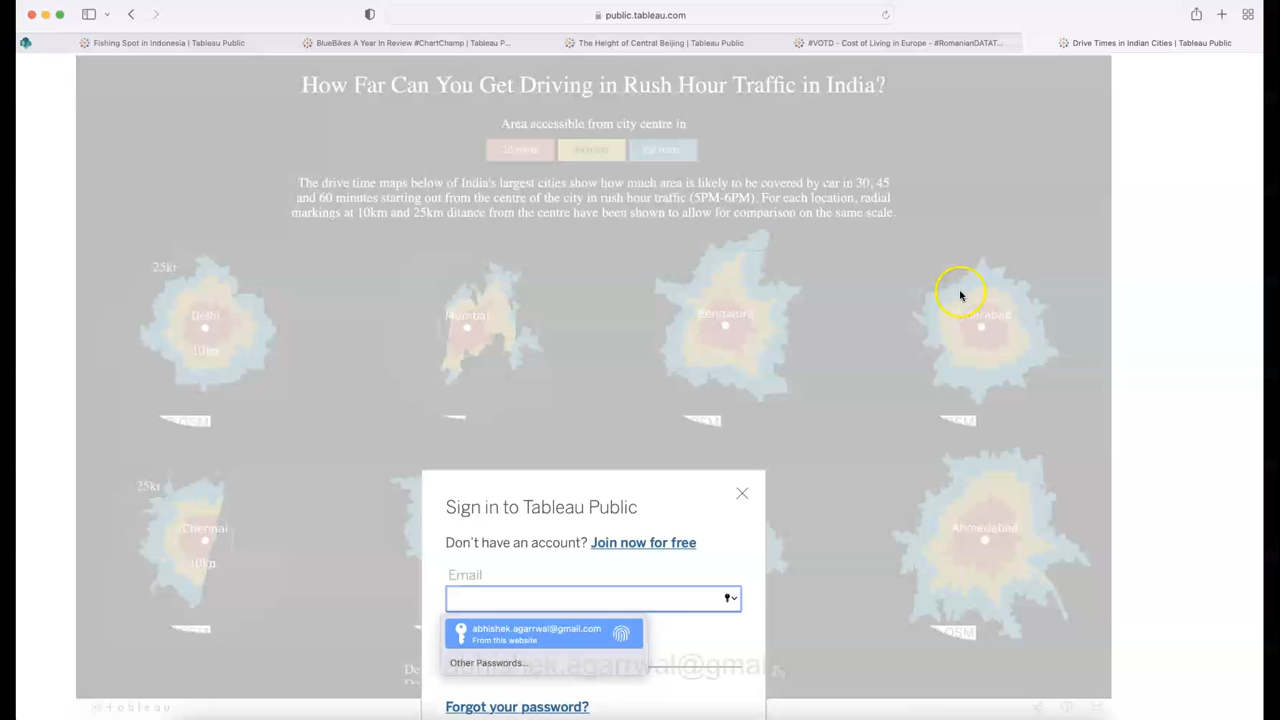 public.tableau.com
Fishing Spot in Indonesia | Tableau Public
BlueBikes A Year In Review #ChartChamp | Tableau P...
The Height of Central Beijing | Tableau Public
#VOTD - Cost of Living in Europe - #RomanianDATAT...
Drive Times in Indian Cities | Tableau Public
How Far Can You Get Driving in Rush Hour Traffic in India?
Area accessible from city centre in
The drive time maps below of India's largest cities show how much area is likely to be covered by car in 30, 45
and 60 minutes starting out from the centre of the city in rush hour traffic (5PM-6PM). For each location, radial
markings at 10km and 25km ditance from the centre have been shown to allow for comparison on the same scale
Delhi
10km
Mumbai
Bengaluru
OSM
OSM
Chennai
10km
Ahmedabad
OSM
Sign in to Tableau Public
Don't have an account? Join now for free
Email
abhishek.agarrwal@gmail.com
From this website
Other Passwords...
Forgot your password?
tableau